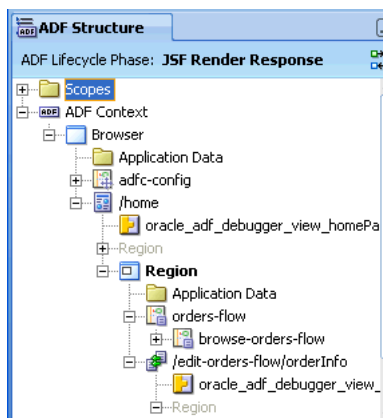 ADF Structure
ADF Lifecycle Phase: JSF Render Response
Scopes
ADF ADF Context
Browser
Application Data
adfc-config
/home
oracle_adf_debugger_view_homePa
Region
Region
Application Data
orders-flow
browse-orders-flow
/edit-orders-flow/orderInfo
oracle_adf_debugger_view_
Region